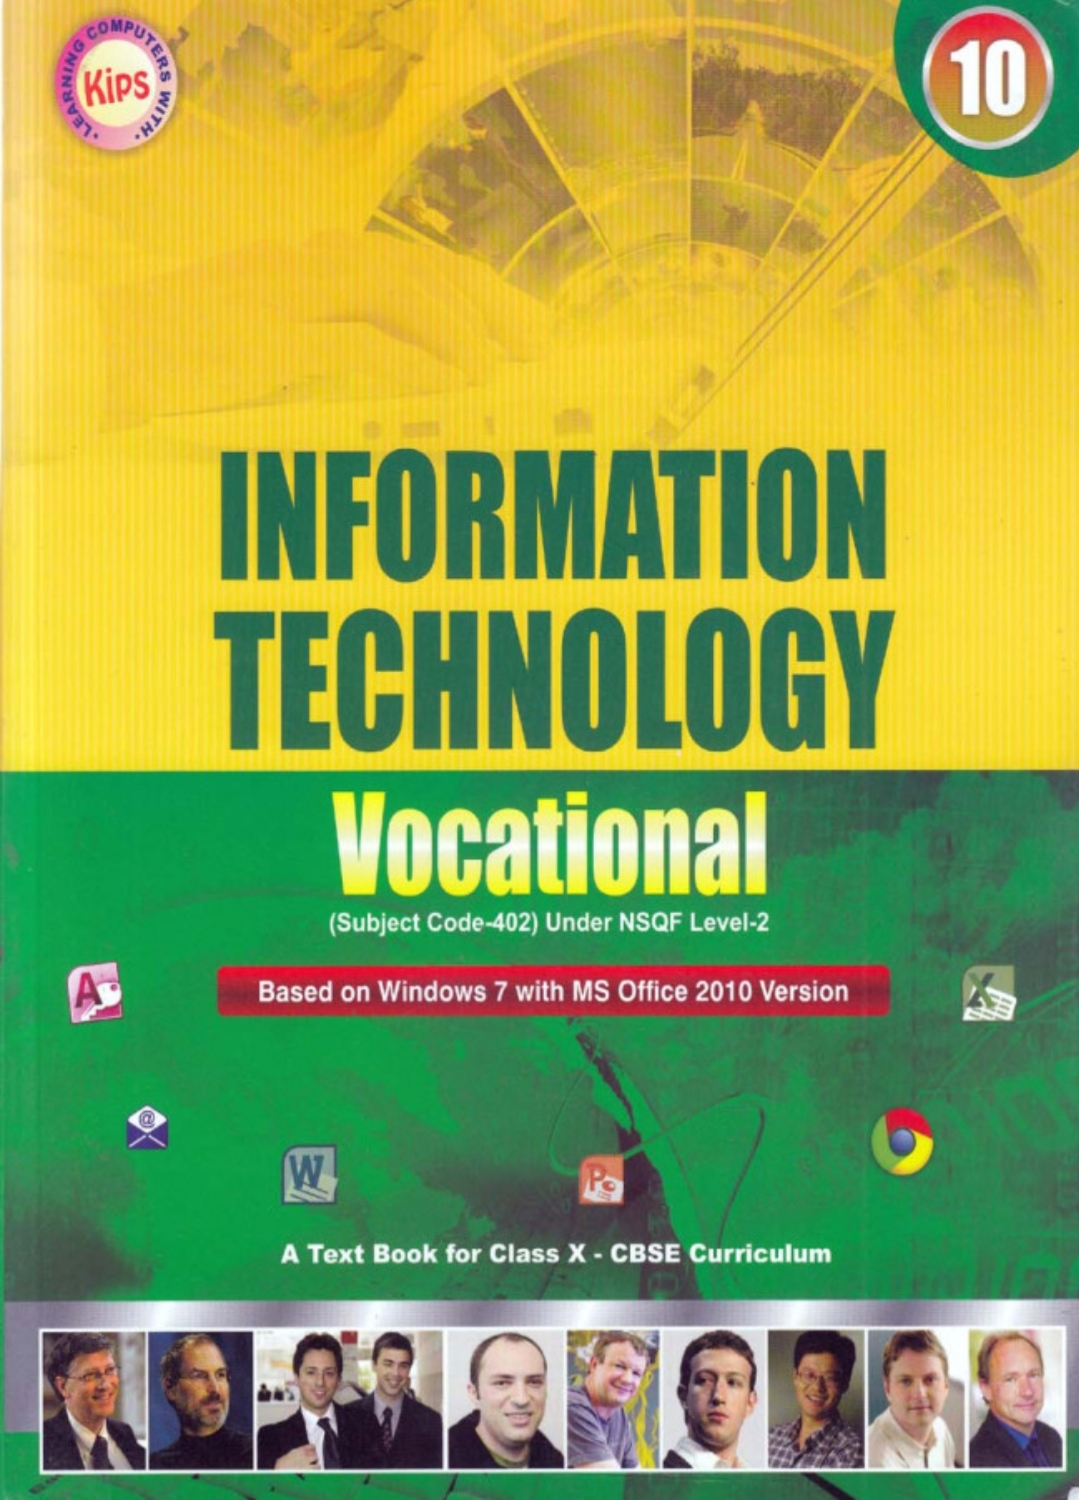 LEARNING COMPUTERS WITH
Kips
10
INFORMATION
TECHNOLOGY
Vocational
(Subject Code-402) Under NSQF Level-2
Based on Windows 7 with MS Office 2010 Version
A
X
@
W
P
A Text Book for Class X - CBSE Curriculum